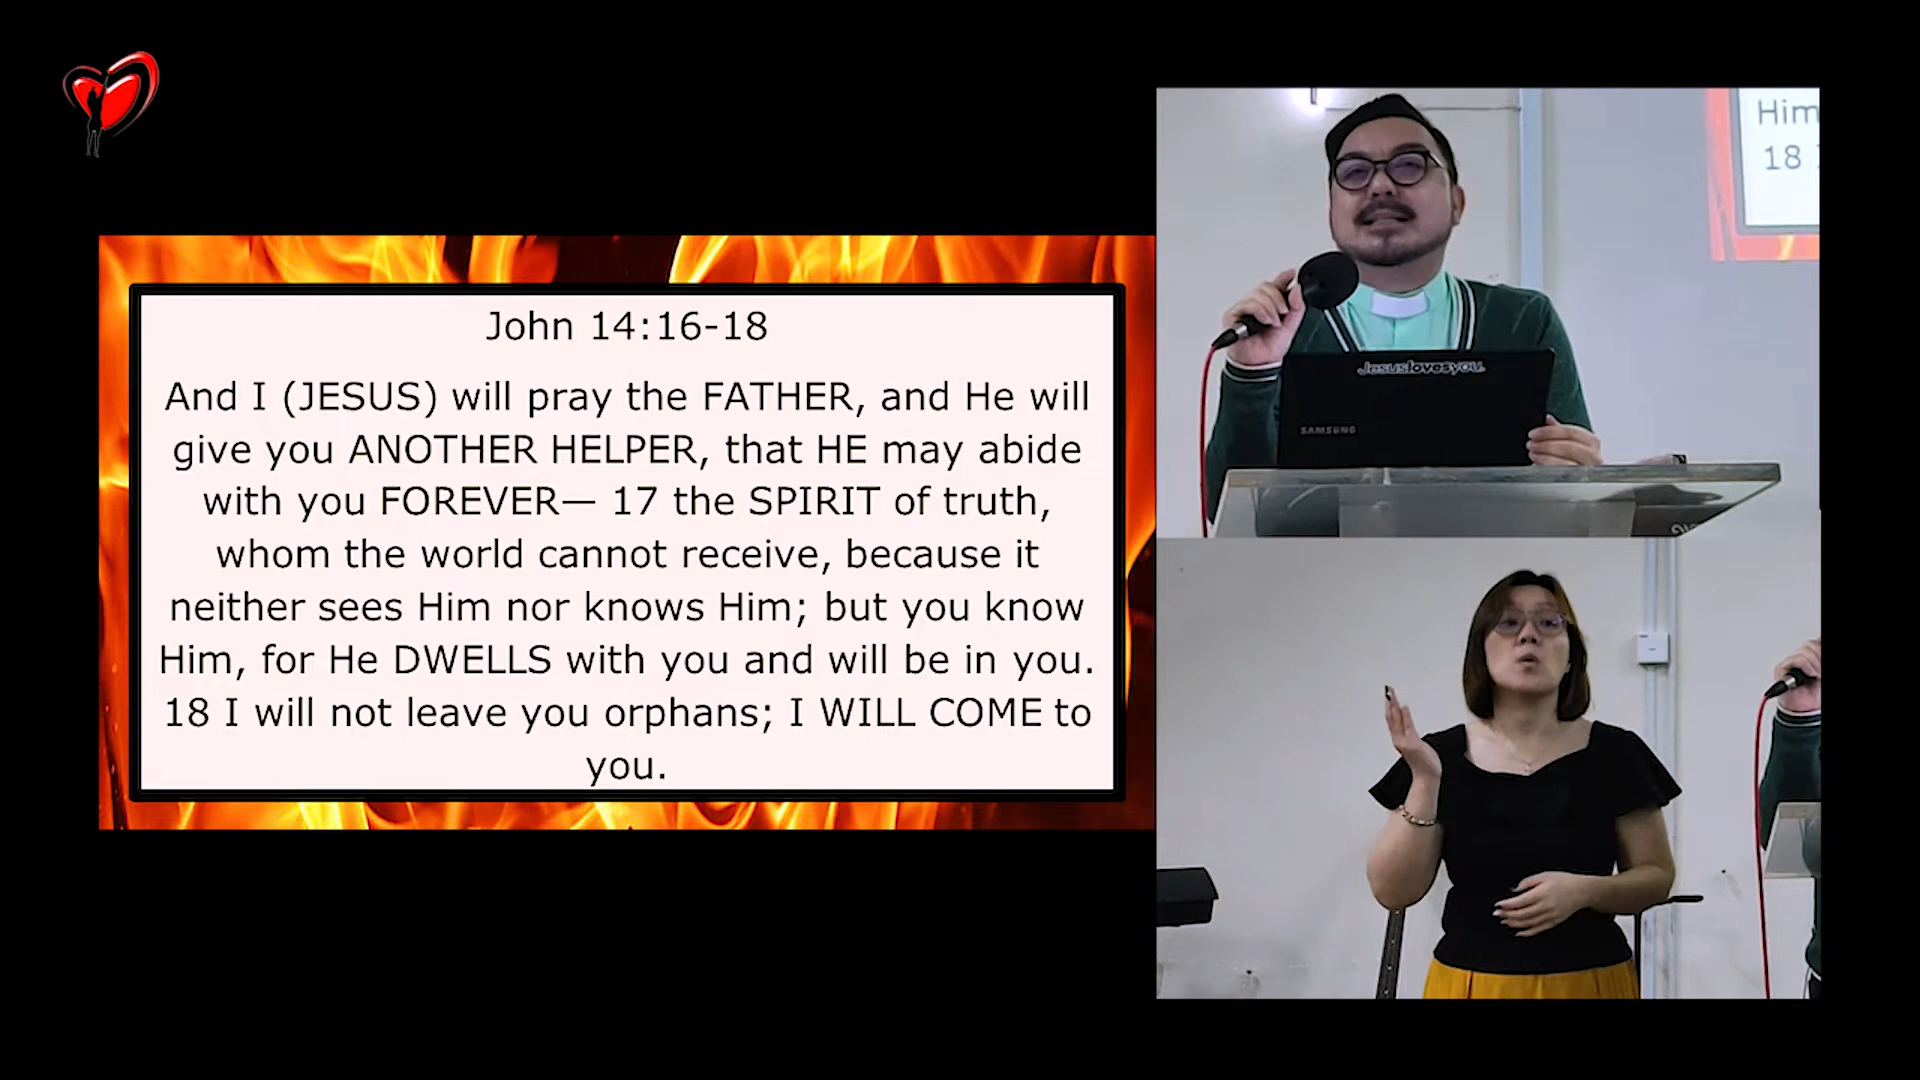 John 14:16-18
And I (JESUS) will pray the FATHER, and He will
give you ANOTHER HELPER, that HE may abide
with you FOREVER— 17 the SPIRIT of truth,
whom the world cannot receive, because it
neither sees Him nor knows Him; but you know
Him, for He DWELLS with you and will be in you.
18 I will not leave you orphans; I WILL COME to
you.
Him
18
Jesuslovesyou.
SAMSUNG